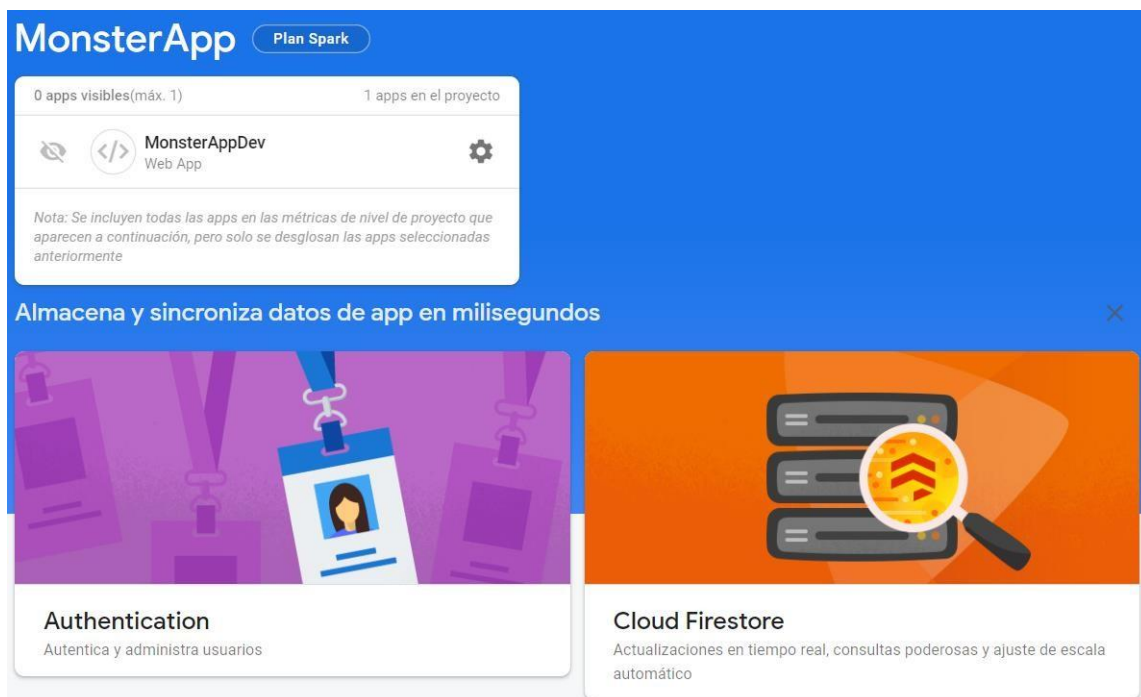 MonsterApp Plan Spark
0 apps visibles(máx. 1) 1 apps en el proyecto
</> MonsterAppDev
Web App
Nota: Se incluyen todas las apps en las métricas de nivel de proyecto que
aparecen a continuación, pero solo se desglosan las apps seleccionadas
anteriormente
Almacena y sincroniza datos de app en milisegundos
Authentication
Autentica y administra usuarios
Cloud Firestore
Actualizaciones en tiempo real, consultas poderosas y ajuste de escala
automático